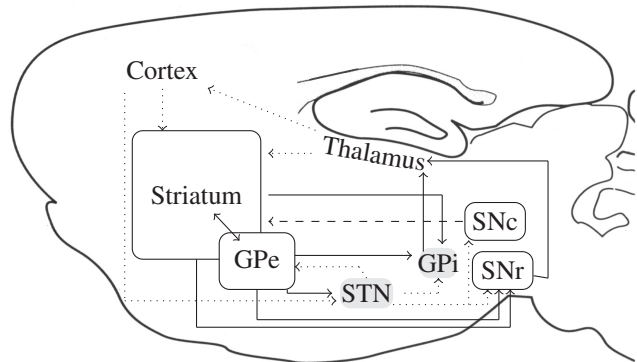 Cortex
Thalamus
Striatum
SNc
GPe
GPi
SNr
STN